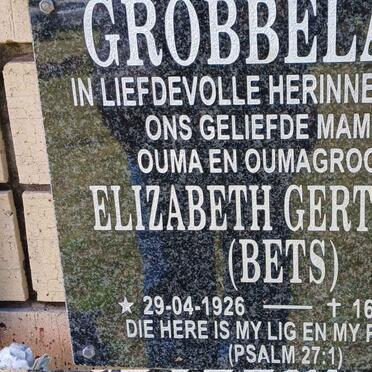 GROBBELA
IN LIEFDEVOLLE HERINNE
ONS GELIEFDE MAM
OUMA EN OUMAGROO
ELIZABETH GERT
(BETS)
★ 29-04-1926 — ✝ 16
DIE HERE IS MY LIG EN MY
(PSALM 27:1)